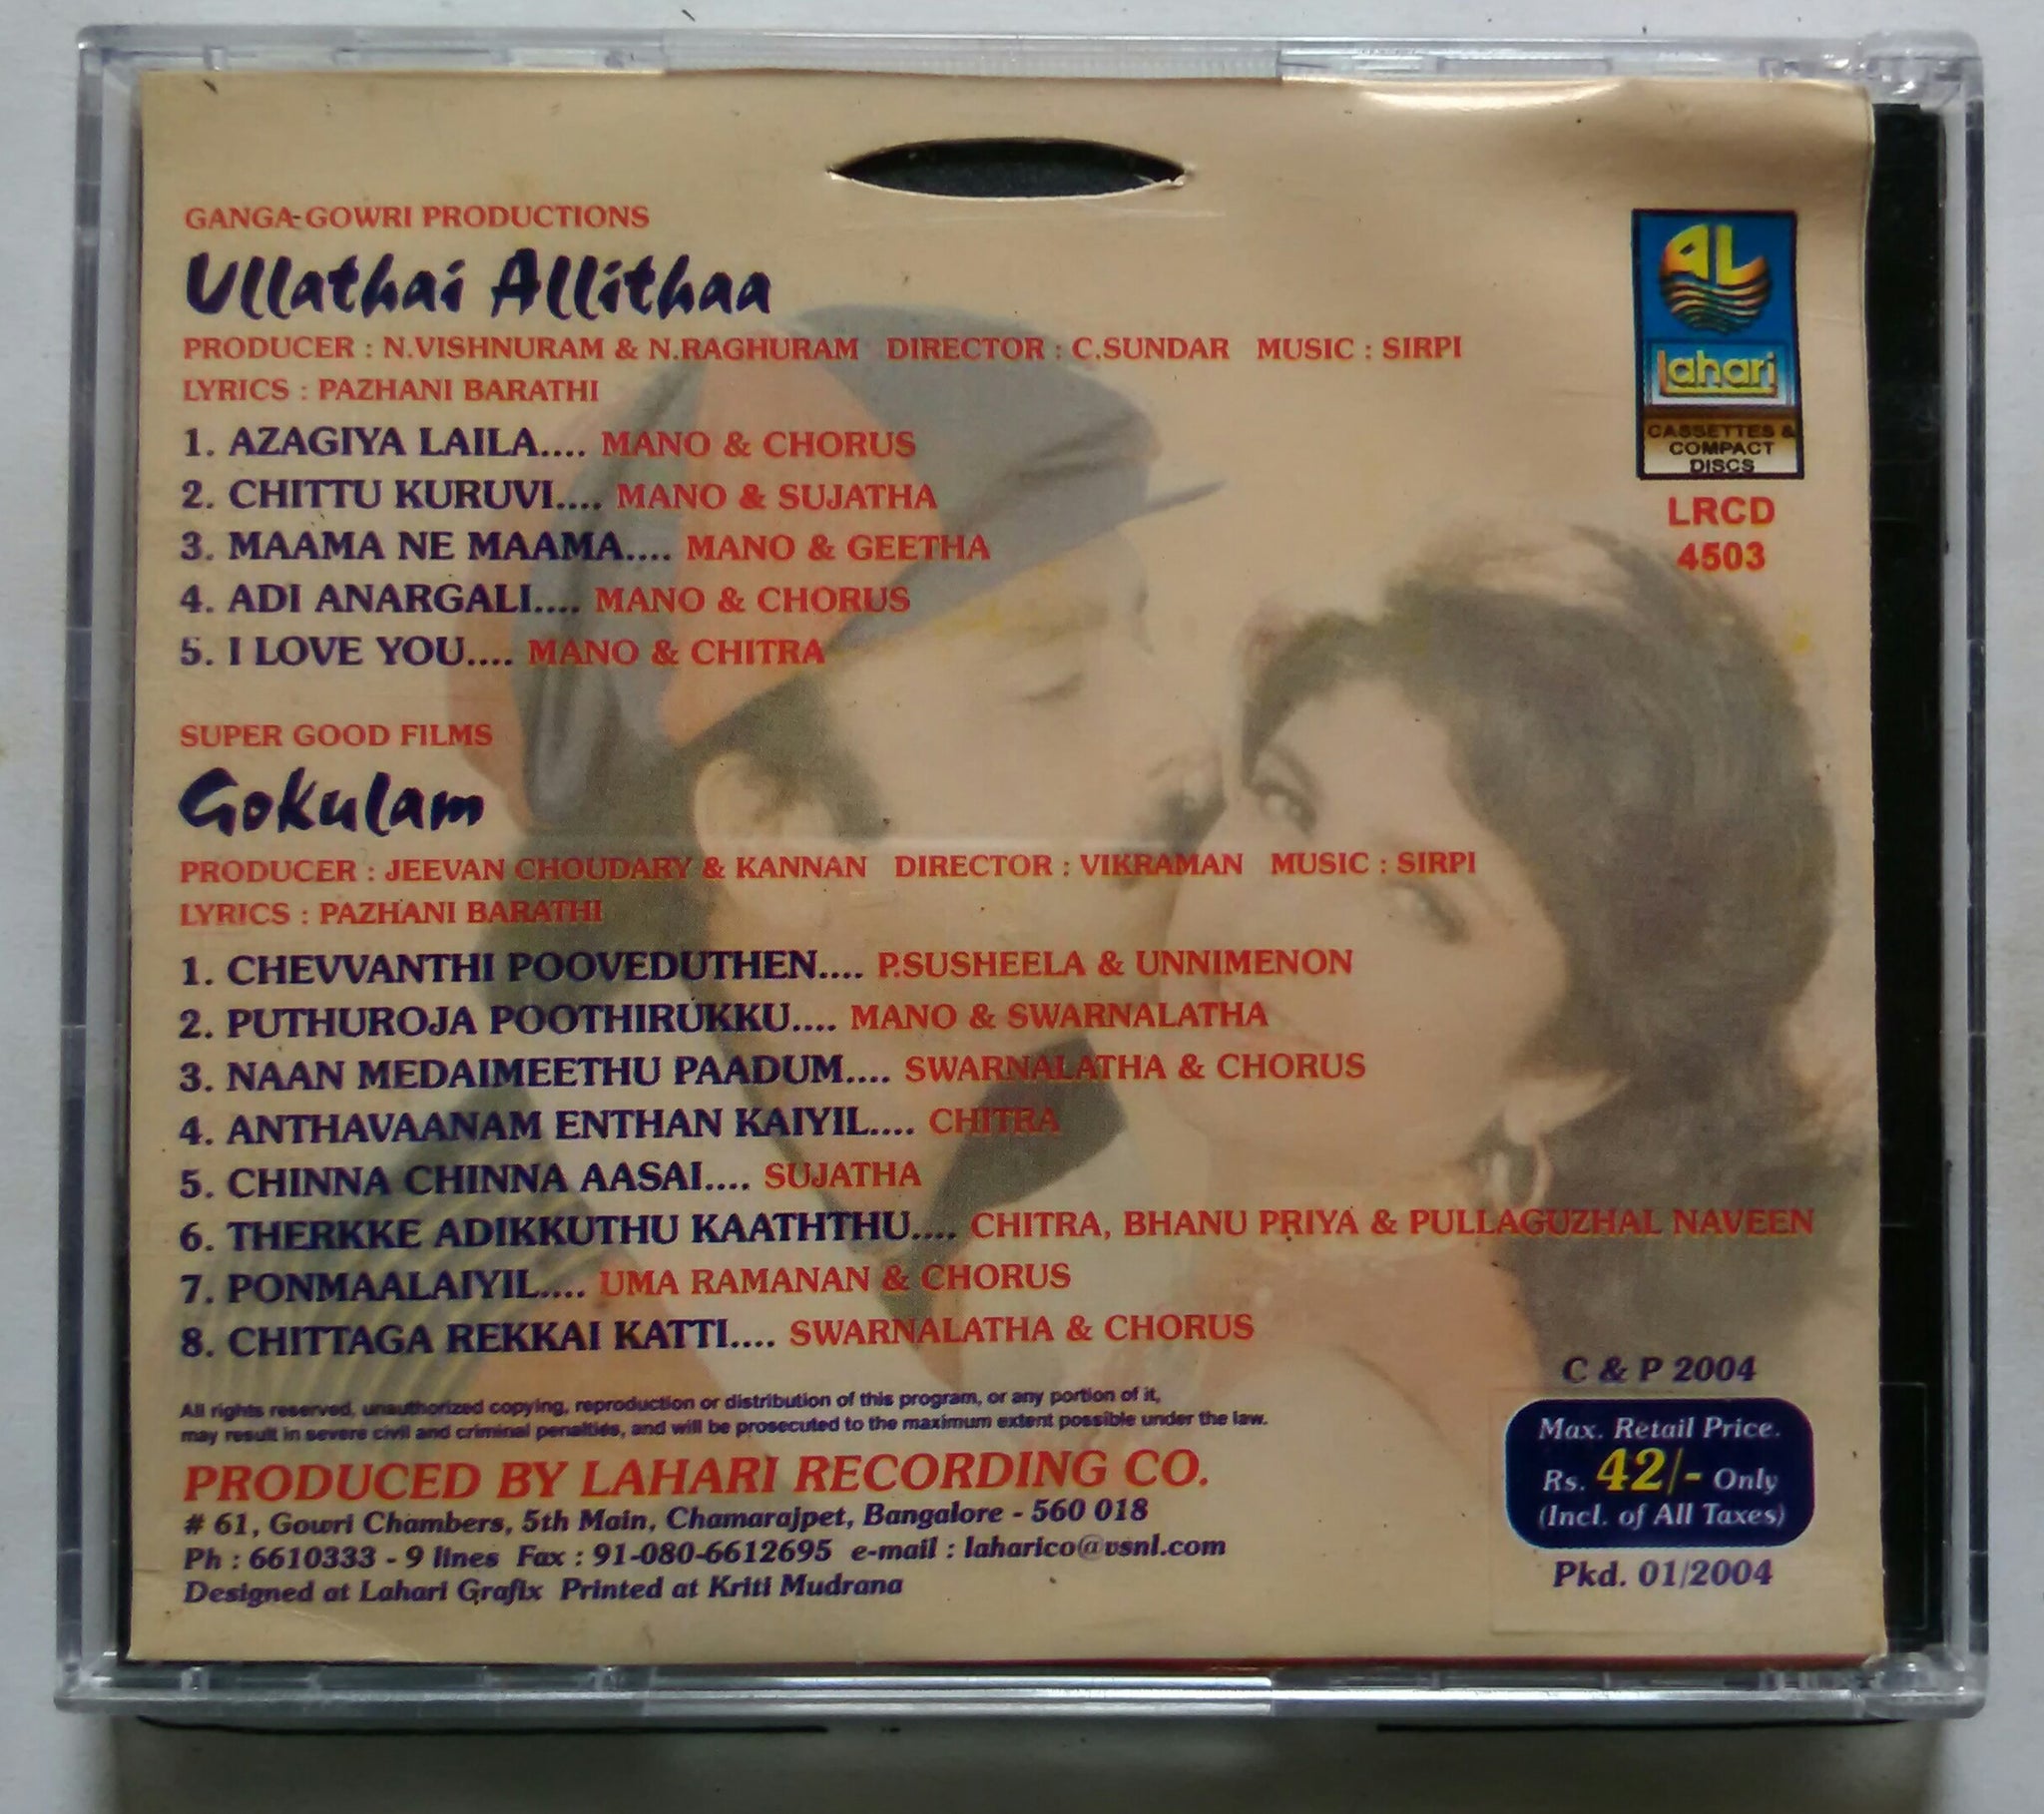 GANGA-GOWRI PRODUCTIONS
Ullathai Allithaa
PRODUCER : N.VISHNURAM & N.RAGHURAM DIRECTOR : C.SUNDAR MUSIC : SIRPI
LYRICS : PAZHANI BARATHI
1. AZAGIYA LAILA.... MANO & CHORUS
2. CHITTU KURUVI.... MANO & SUJATHA
3. MAAMA NE MAAMA.... MANO & GEETHA
4. ADI ANARGALI.... MANO & CHORUS
5. I LOVE YOU.... MANO & CHITRA
AL
lahari
CASSETTES &
COMPACT
DISCS
LRCD
4503
SUPER GOOD FILMS
Gokulam
PRODUCER : JEEVAN CHOUDARY & KANNAN DIRECTOR : VIKRAMAN MUSIC : SIRPI
LYRICS : PAZHANI BARATHI
1. CHEVVANTHI POOVEDUTHEN.... P.SUSHEELA & UNNIMENON
2. PUTHUROJA POOTHIRUKKU.... MANO & SWARNALATHA
3. NAAN MEDAIMEETHU PAADUM.... SWARNALATHA & CHORUS
4. ANTHAVAANAM ENTHAN KAIYIL.... CHITRA
5. CHINNA CHINNA AASAI.... SUJATHA
6. THERKKE ADIKKUTHU KAATHTHU.... CHITRA, BHANU PRIYA & PULLAGUZHAL NAVEEN
7. PONMAALAIYIL.... UMA RAMANAN & CHORUS
8. CHITTAGA REKKAI KATTI.... SWARNALATHA & CHORUS
All rights reserved, unauthorized copying, reproduction or distribution of this program, or any portion of it,
may result in severe civil and criminal penalties, and will be prosecuted to the maximum extent possible under the law.
PRODUCED BY LAHARI RECORDING CO.
# 61, Gowri Chambers, 5th Main, Chamarajpet, Bangalore - 560 018
Ph : 6610333 - 9 lines Fax : 91-080-6612695 e-mail : laharico@vsnl.com
Designed at Lahari Grafix Printed at Kriti Mudrana
C & P 2004
Max. Retail Price.
Rs. 42/- Only
(Incl. of All Taxes)
Pkd. 01/2004